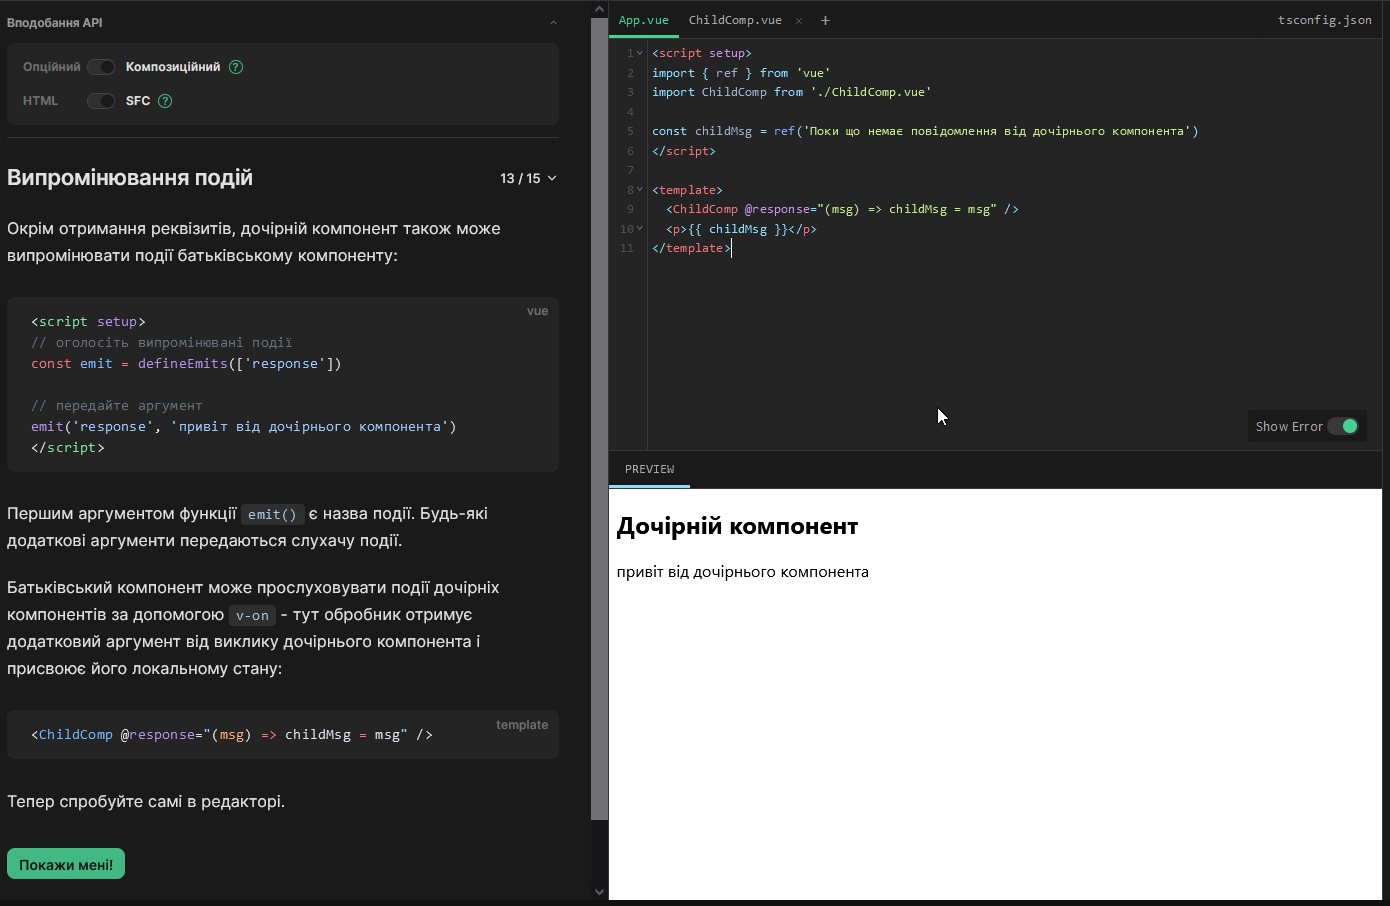 Вподобання API
Опційний Композиційний ?
HTML SFC ?
Випромінювання подій
13 / 15
Окрім отримання реквізитів, дочірній компонент також може
випромінювати події батьківському компоненту:
vue
<script setup>
// оголосіть випромінювані події
const emit = defineEmits(['response'])
// передайте аргумент
emit('response', 'привіт від дочірнього компонента')
</script>
Першим аргументом функції emit() є назва події. Будь-які
додаткові аргументи передаються слухачу події.
Батьківський компонент може прослуховувати події дочірніх
компонентів за допомогою v-on - тут обробник отримує
додатковий аргумент від виклику дочірнього компонента і
присвоює його локальному стану:
template
<ChildComp @response="(msg) => childMsg = msg" />
Тепер спробуйте самі в редакторі.
Покажи мені!
App.vue ChildComp.vue × + tsconfig.json
1 <script setup>
2 import { ref } from 'vue'
3 import ChildComp from './ChildComp.vue'
4
5 const childMsg = ref('Поки що немає повідомлення від дочірнього компонента')
6 </script>
7
8 <template>
9 <ChildComp @response="(msg) => childMsg = msg" />
10 <p>{{ childMsg }}</p>
11 </template>
Show Error
PREVIEW
Дочірній компонент
привіт від дочірнього компонента